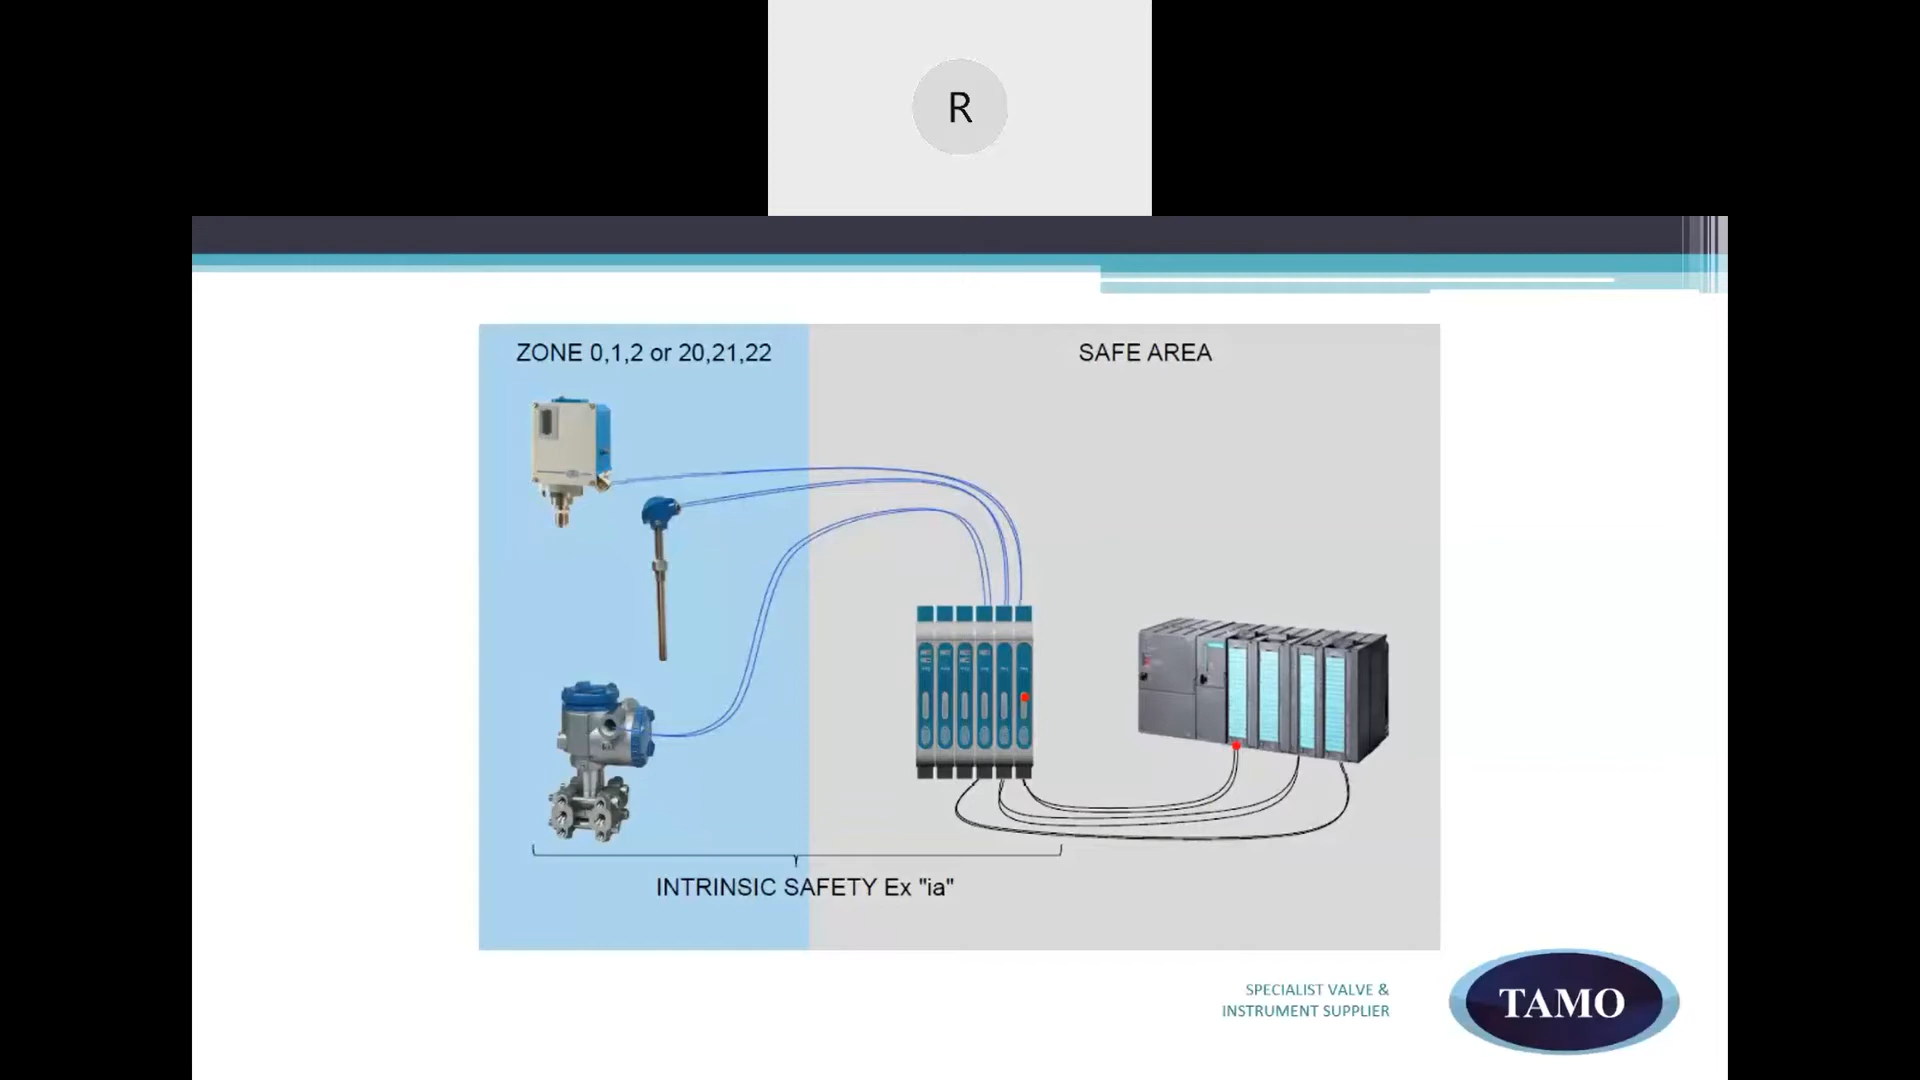 R
ZONE 0,1,2 or 20,21,22
SAFE AREA
INTRINSIC SAFETY Ex "ia"
SPECIALIST VALVE &
INSTRUMENT SUPPLIER
TAMO